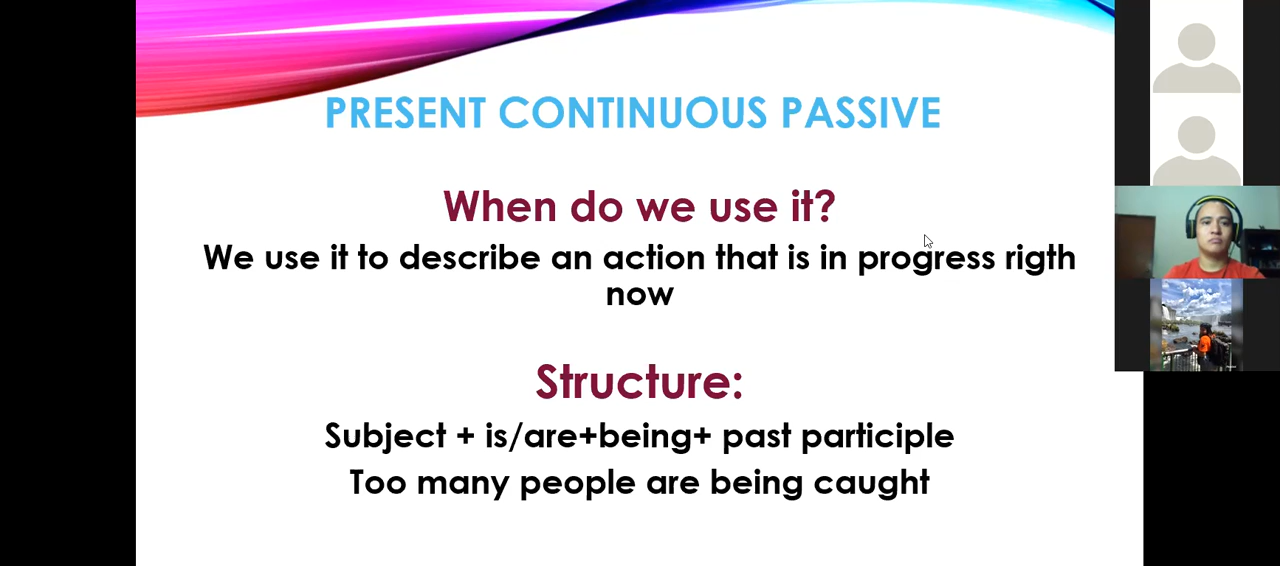 PRESENT CONTINUOUS PASSIVE
When do we use it?
We use it to describe an action that is in progress rigth
now
Structure:
Subject + is/are+being+ past participle
Too many people are being caught